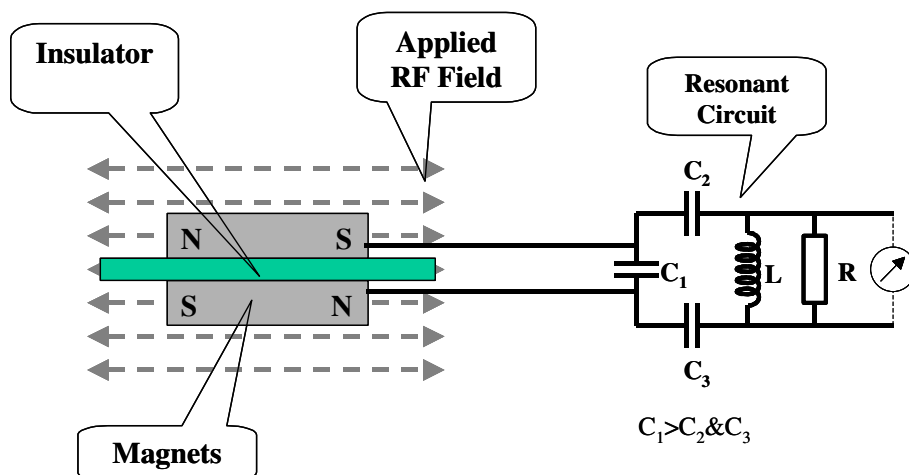 Insulator
Applied
RF Field
Resonant
Circuit
C₂
N S
C₁ L R
S N
C₃
Magnets
C₁>C₂&C₃